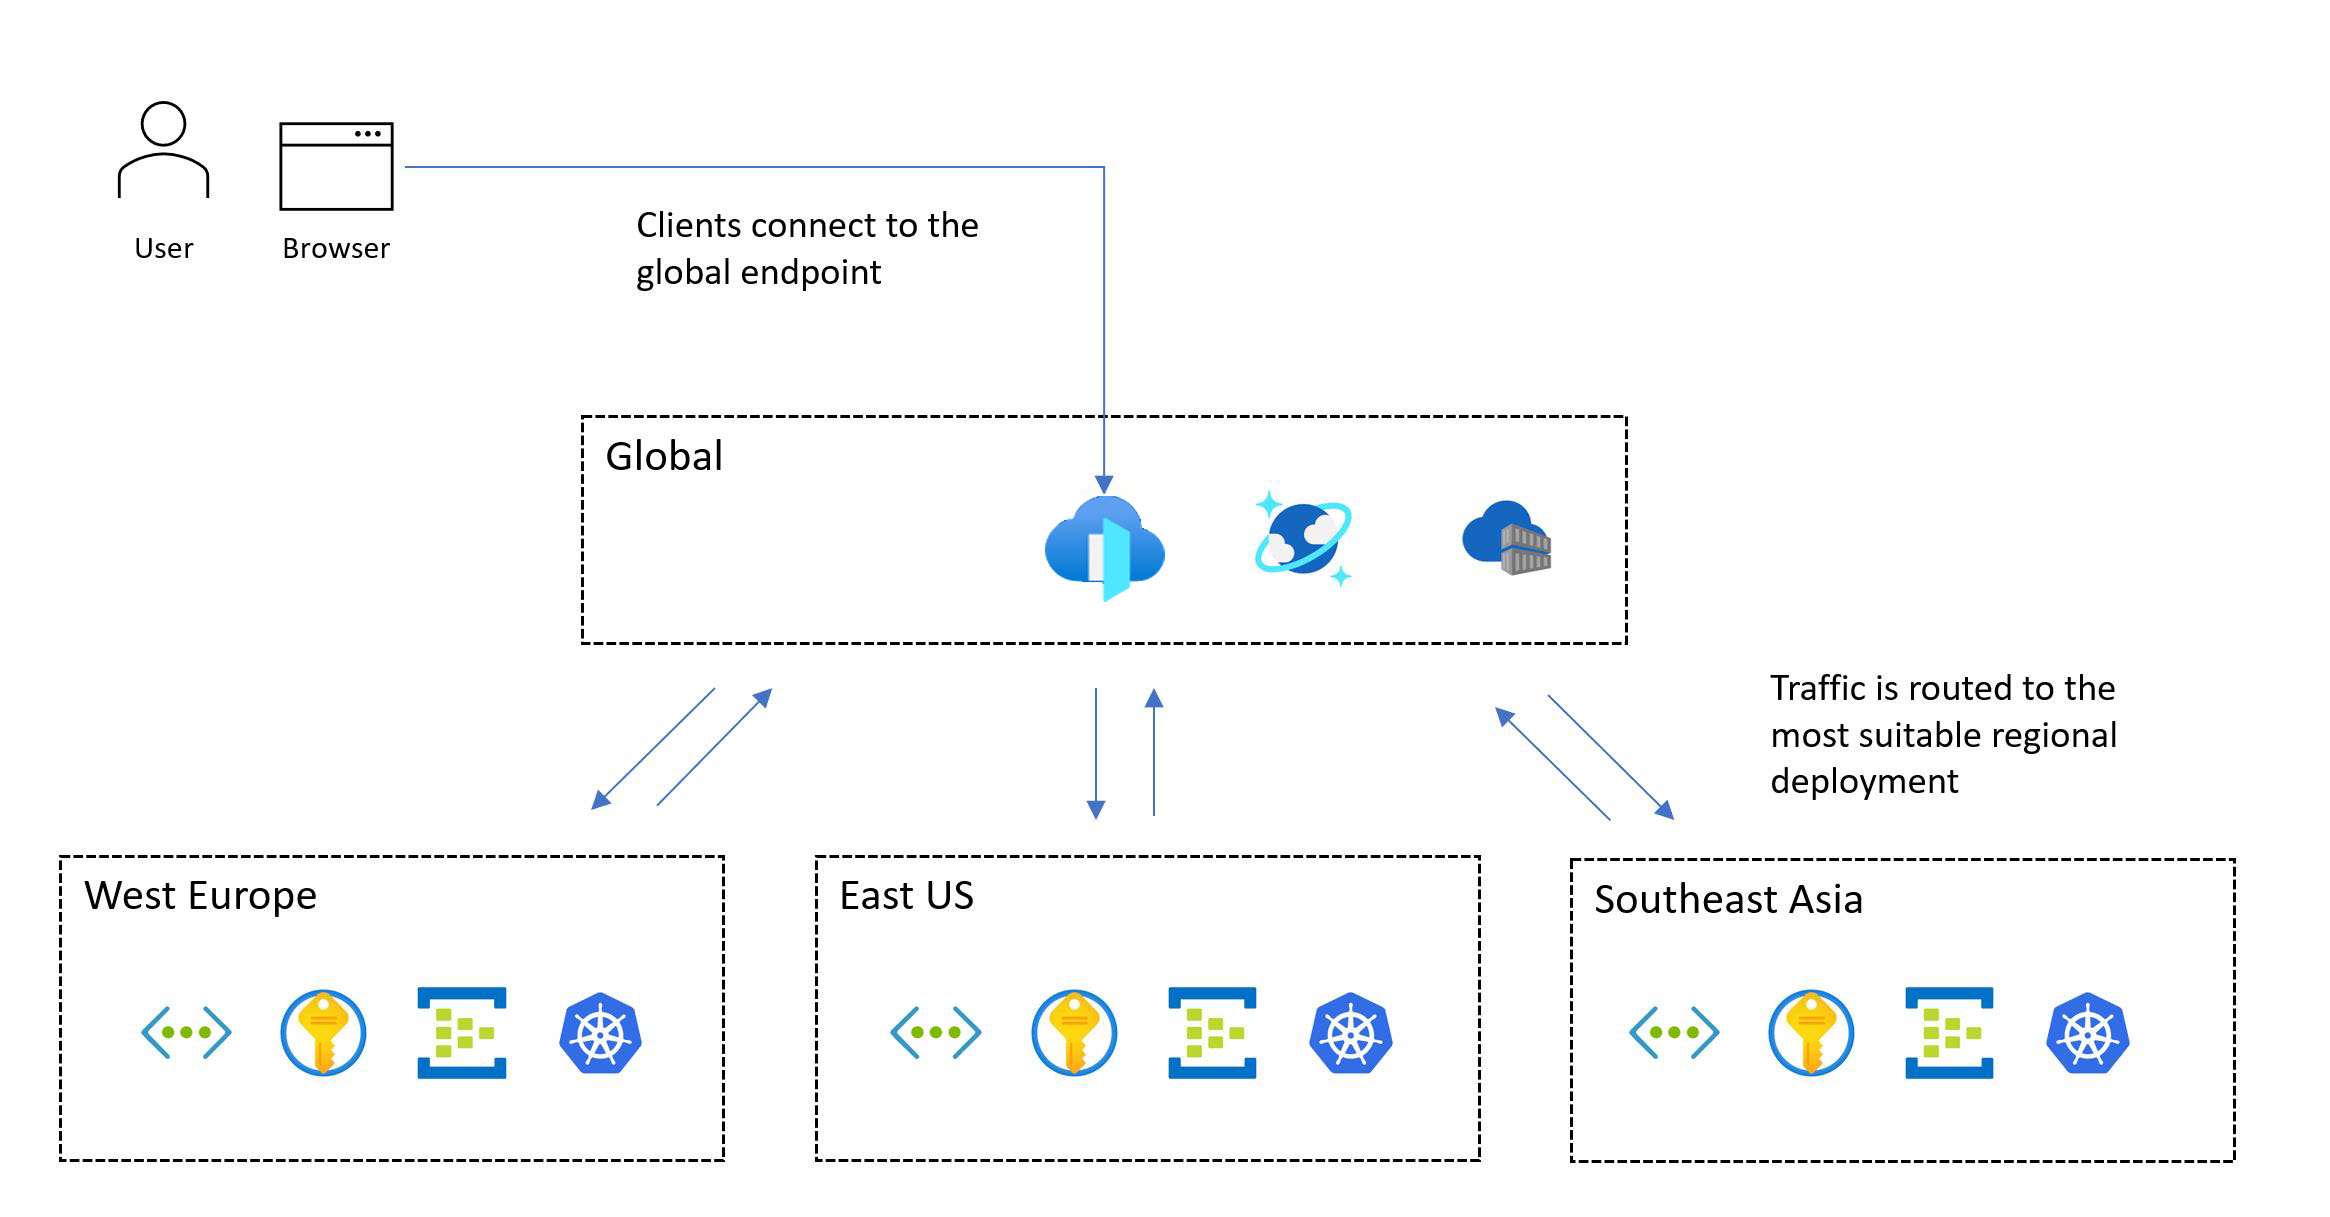 User
Browser
Clients connect to the
global endpoint
Global
Traffic is routed to the
most suitable regional
deployment
West Europe
East US
Southeast Asia